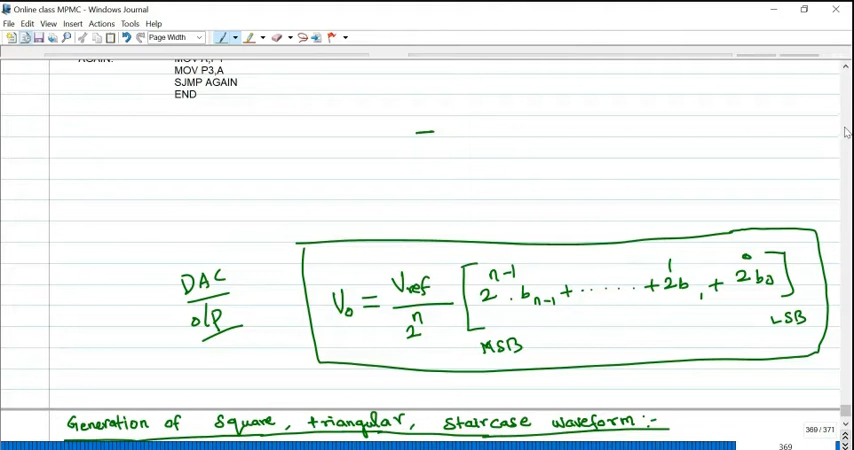 Online class MPMC - Windows Journal
File Edit View Insert Actions Tools Help
Page Width
MOV P3,A
SJMP AGAIN
END
DAC
O/P
V₀ = Vref / 2ⁿ [ 2ⁿ⁻¹ . bₙ₋₁ + ...... + 2¹b₁ + 2⁰b₀ ]
MSB LSB
Generation of Square, triangular, Staircase waveform :-
369 / 371
369